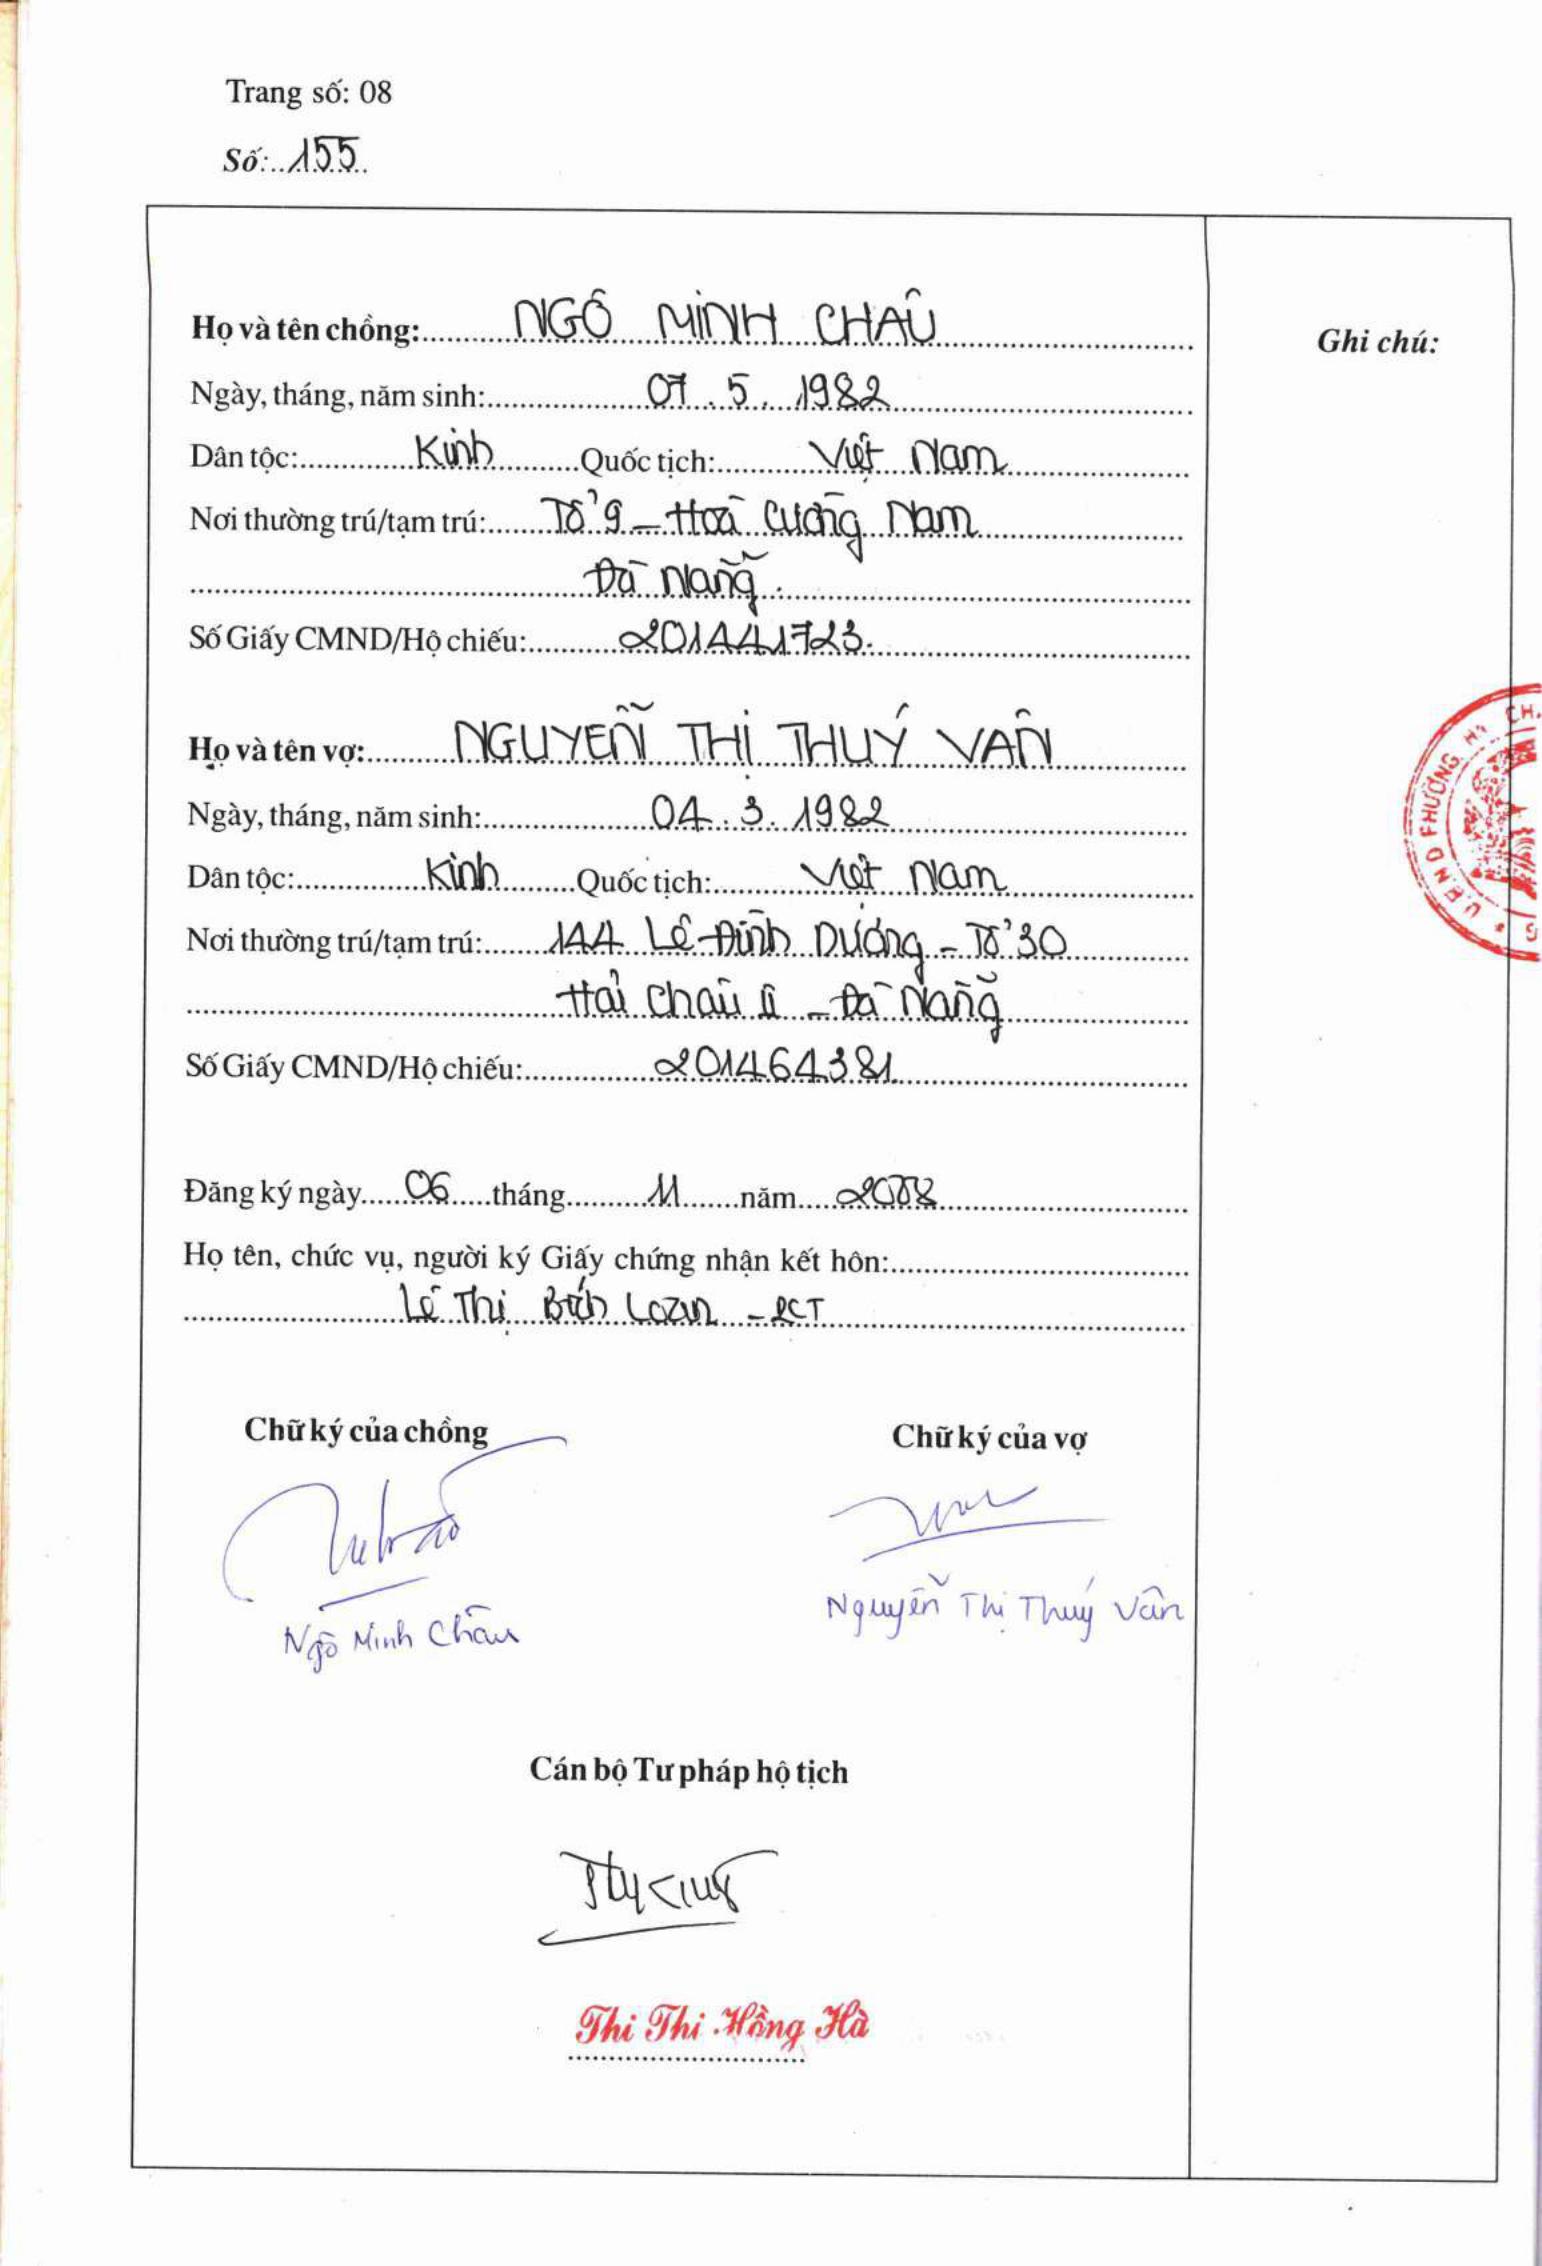 Trang số: 08
Số: 155
Họ và tên chồng: NGÔ MINH CHÂU
Ghi chú:
Ngày, tháng, năm sinh: 07.5.1982
Dân tộc: Kinh Quốc tịch: Việt Nam
Nơi thường trú/tạm trú: Tổ 9 - Hoà Cường Nam
Đà Nẵng.
Số Giấy CMND/Hộ chiếu: 201441723.
Họ và tên vợ: NGUYỄN THỊ THUÝ VÂN
Ngày, tháng, năm sinh: 04.3.1982
Dân tộc: Kinh Quốc tịch: Việt Nam
Nơi thường trú/tạm trú: 144 Lê Đình Dương - Tổ 30
Hải Châu II - Đà Nẵng
Số Giấy CMND/Hộ chiếu: 201464381
Đăng ký ngày 06 tháng 11 năm 2008
Họ tên, chức vụ, người ký Giấy chứng nhận kết hôn:
Lê Thị Bích - PCT
Chữ ký của chồng Chữ ký của vợ
Ngô Minh Châu
Nguyễn Thị Thuý Vân
Cán bộ Tư pháp hộ tịch
Thi Thi Hồng Hà
U.B.N.D PHƯỜNG